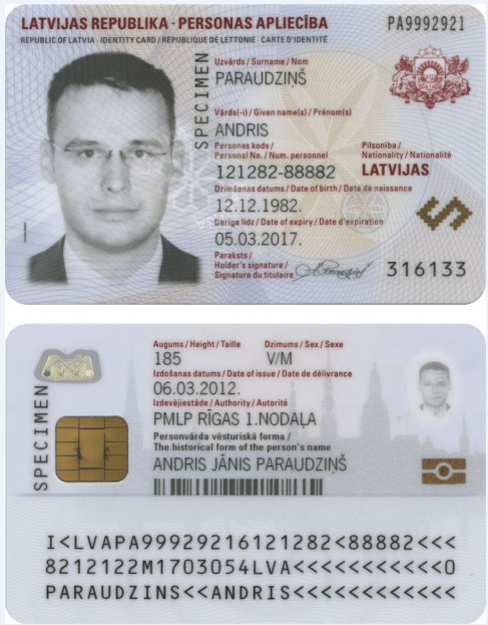 LATVIJAS REPUBLIKA · PERSONAS APLIECĪBA PA9992921
REPUBLIC OF LATVIA · IDENTITY CARD / RÉPUBLIQUE DE LETTONIE · CARTE D'IDENTITÉ
SPECIMEN
Uzvārds / Surname / Nom
PARAUDZIŅŠ
Vārds(-i) / Given name(s) / Prénom(s)
ANDRIS
Personas kods /
Personal No. / Num. personnel
121282-88882
Pilsonība /
Nationality / Nationalité
LATVIJAS
Dzimšanas datums / Date of birth / Date de naissance
12.12.1982.
Derīga līdz / Date of expiry / Date d'expiration
05.03.2017.
Paraksts /
Holder's signature /
Signature du titulaire
316133
SPECIMEN
Augums / Height / Taille Dzimums / Sex / Sexe
185 V/M
Izdošanas datums / Date of issue / Date de délivrance
06.03.2012.
Izdevējiestāde / Authority / Autorité
PMLP RĪGAS 1.NODAĻA
Personvārda vēsturiskā forma /
The historical form of the person's name
ANDRIS JĀNIS PARAUDZIŅŠ
I<LVAPA99929216121282<88882<<<
8212122M1703054LVA<<<<<<<<<<<0
PARAUDZINS<<ANDRIS<<<<<<<<<<<<